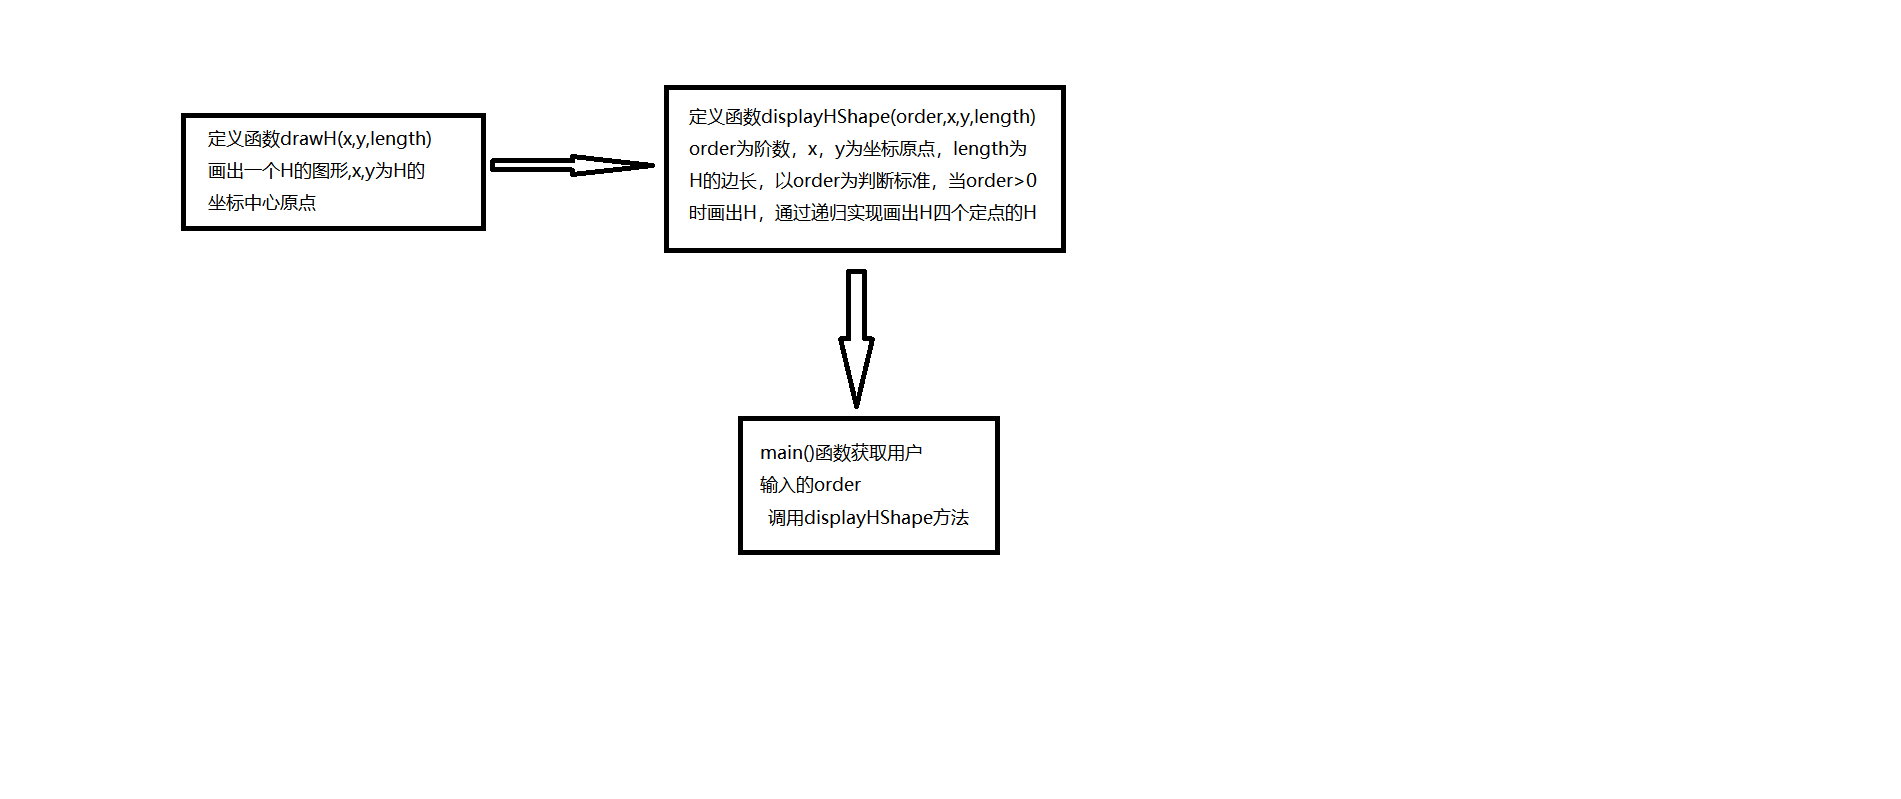 定义函数drawH(x,y,length)
画出一个H的图形,x,y为H的
坐标中心原点
定义函数displayHShape(order,x,y,length)
order为阶数，x，y为坐标原点，length为
H的边长，以order为判断标准，当order>0
时画出H，通过递归实现画出H四个定点的H
main()函数获取用户
输入的order
调用displayHShape方法